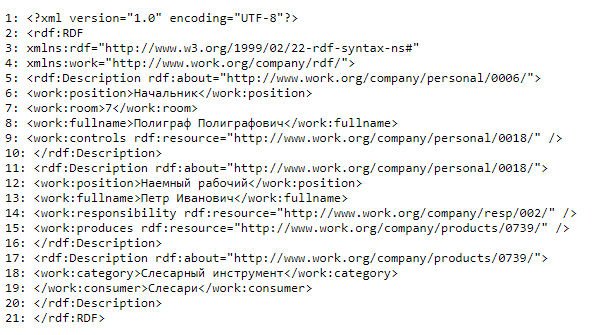 1: <?xml version="1.0" encoding="UTF-8"?>
2: <rdf:RDF
3: xmlns:rdf="http://www.w3.org/1999/02/22-rdf-syntax-ns#"
4: xmlns:work="http://www.work.org/company/rdf/">
5: <rdf:Description rdf:about="http://www.work.org/company/personal/0006/">
6: <work:position>Начальник</work:position>
7: <work:room>7</work:room>
8: <work:fullname>Полиграф Полиграфович</work:fullname>
9: <work:controls rdf:resource="http://www.work.org/company/personal/0018/" />
10: </rdf:Description>
11: <rdf:Description rdf:about="http://www.work.org/company/personal/0018/">
12: <work:position>Наемный рабочий</work:position>
13: <work:fullname>Петр Иванович</work:fullname>
14: <work:responsibility rdf:resource="http://www.work.org/company/resp/002/" />
15: <work:produces rdf:resource="http://www.work.org/company/products/0739/" />
16: </rdf:Description>
17: <rdf:Description rdf:about="http://www.work.org/company/products/0739/">
18: <work:category>Слесарный инструмент</work:category>
19: </work:consumer>Слесари</work:consumer>
20: </rdf:Description>
21: </rdf:RDF>